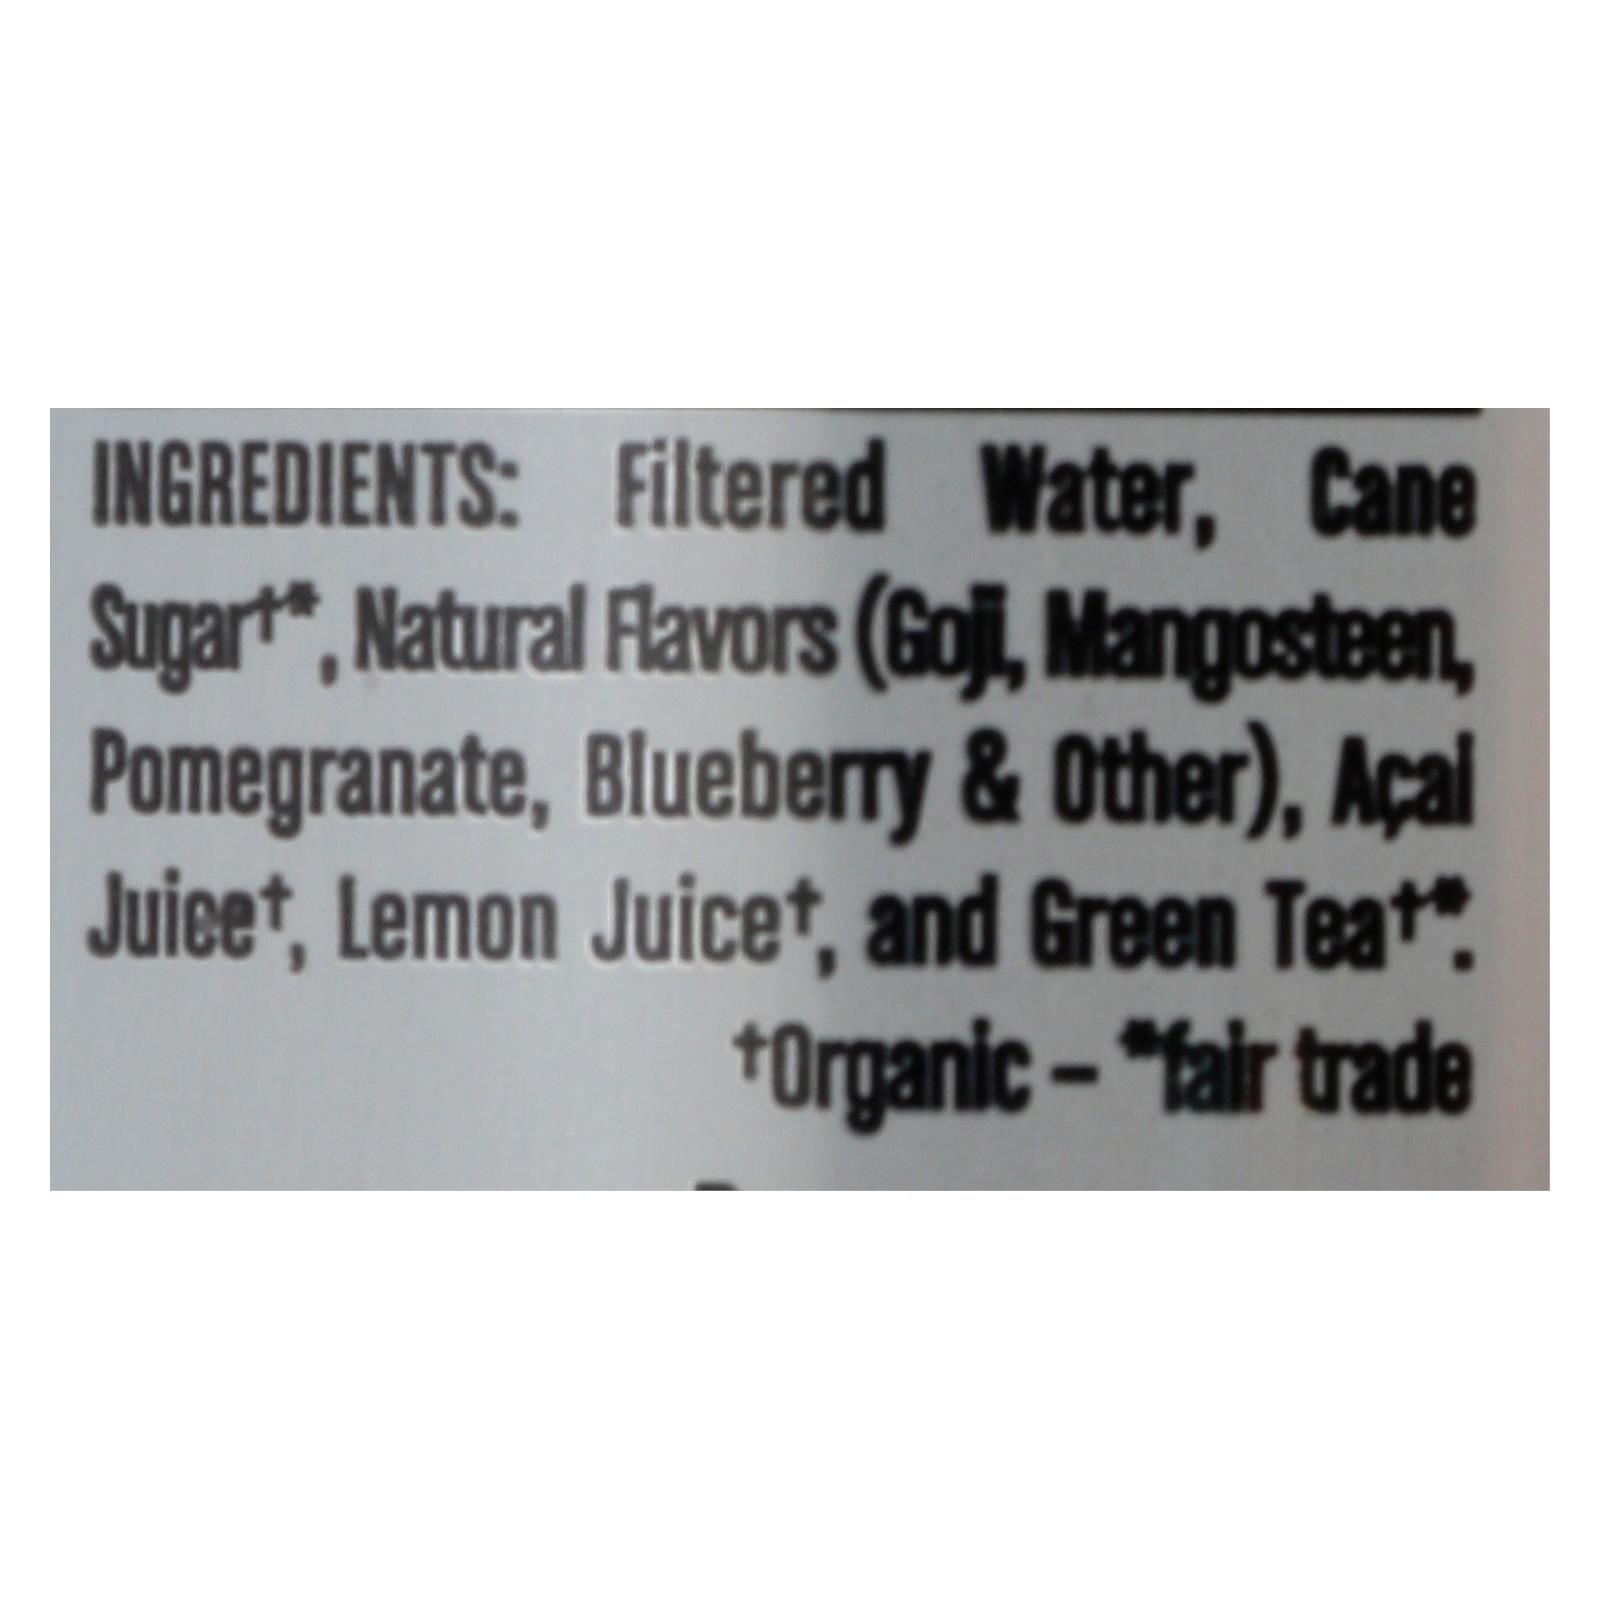 INGREDIENTS: Filtered Water, Cane
Sugar†*, Natural Flavors (Goji, Mangosteen,
Pomegranate, Blueberry & Other), Açai
Juice†, Lemon Juice†, and Green Tea†*.
†Organic – *fair trade